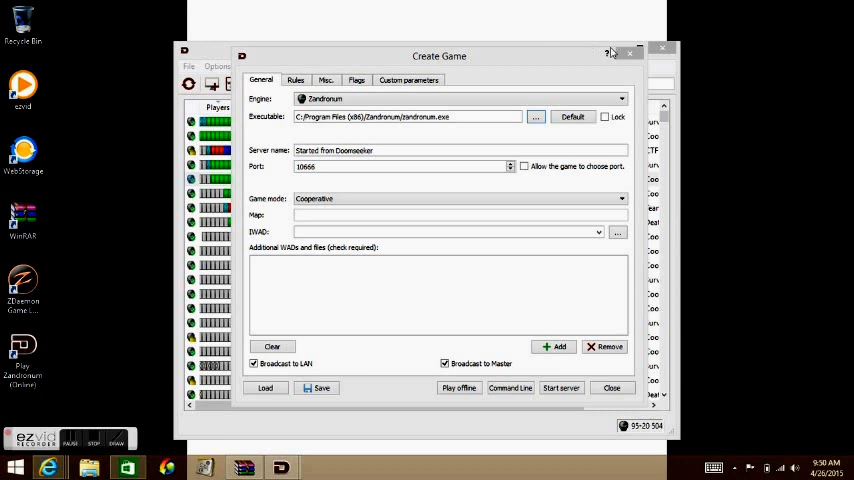 Recycle Bin
ezvid
WebStorage
WinRAR
ZDaemon
Game L...
Play
Zandronum
(Online)
File Options
Players
Create Game
?
General Rules Misc. Flags Custom parameters
Engine: Zandronum
Executable: C:/Program Files (x86)/Zandronum/zandronum.exe ... Default Lock
Server name: Started from Doomseeker
Port: 10666 Allow the game to choose port.
Game mode: Cooperative
Map:
IWAD: ...
Additional WADs and files (check required):
Clear Add Remove
Broadcast to LAN Broadcast to Master
Load Save Play offline Command Line Start server Close
CTF
95-20 504
ezvid
RECORDER
PAUSE STOP DRAW
9:50 AM
4/26/2015